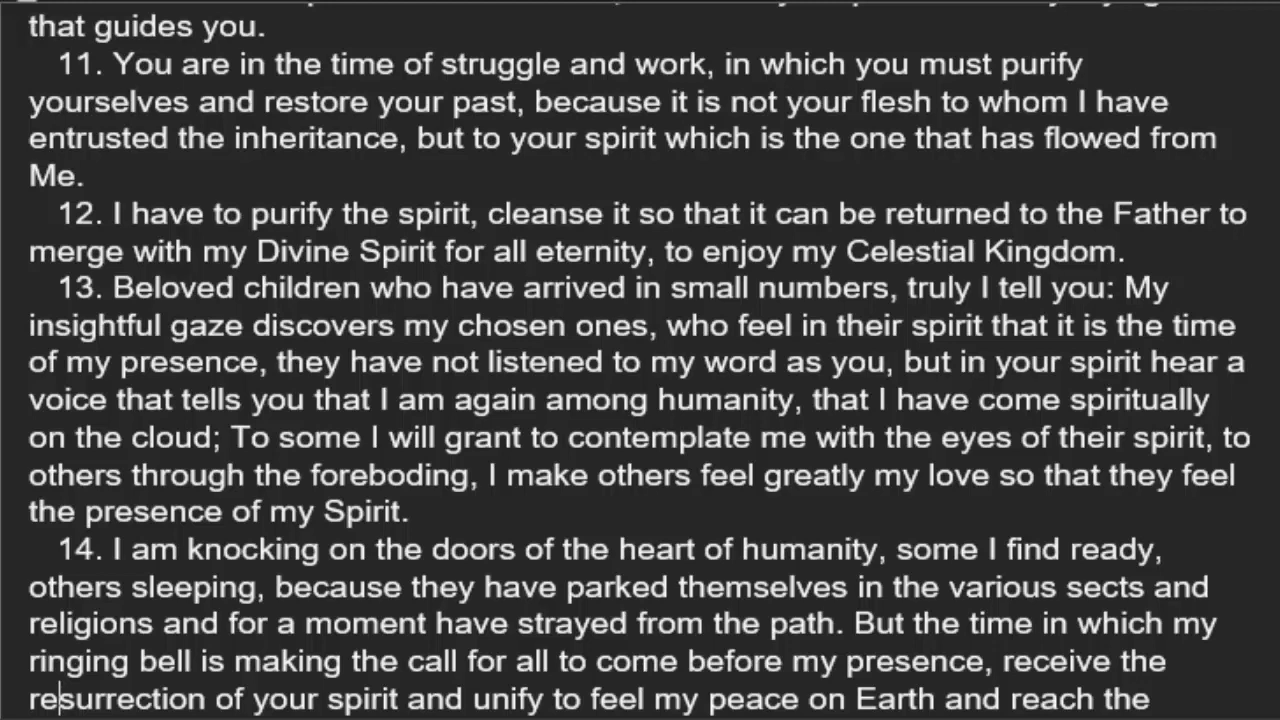 that guides you.
11. You are in the time of struggle and work, in which you must purify
yourselves and restore your past, because it is not your flesh to whom I have
entrusted the inheritance, but to your spirit which is the one that has flowed from
Me.
12. I have to purify the spirit, cleanse it so that it can be returned to the Father to
merge with my Divine Spirit for all eternity, to enjoy my Celestial Kingdom.
13. Beloved children who have arrived in small numbers, truly I tell you: My
insightful gaze discovers my chosen ones, who feel in their spirit that it is the time
of my presence, they have not listened to my word as you, but in your spirit hear a
voice that tells you that I am again among humanity, that I have come spiritually
on the cloud; To some I will grant to contemplate me with the eyes of their spirit, to
others through the foreboding, I make others feel greatly my love so that they feel
the presence of my Spirit.
14. I am knocking on the doors of the heart of humanity, some I find ready,
others sleeping, because they have parked themselves in the various sects and
religions and for a moment have strayed from the path. But the time in which my
ringing bell is making the call for all to come before my presence, receive the
resurrection of your spirit and unify to feel my peace on Earth and reach the